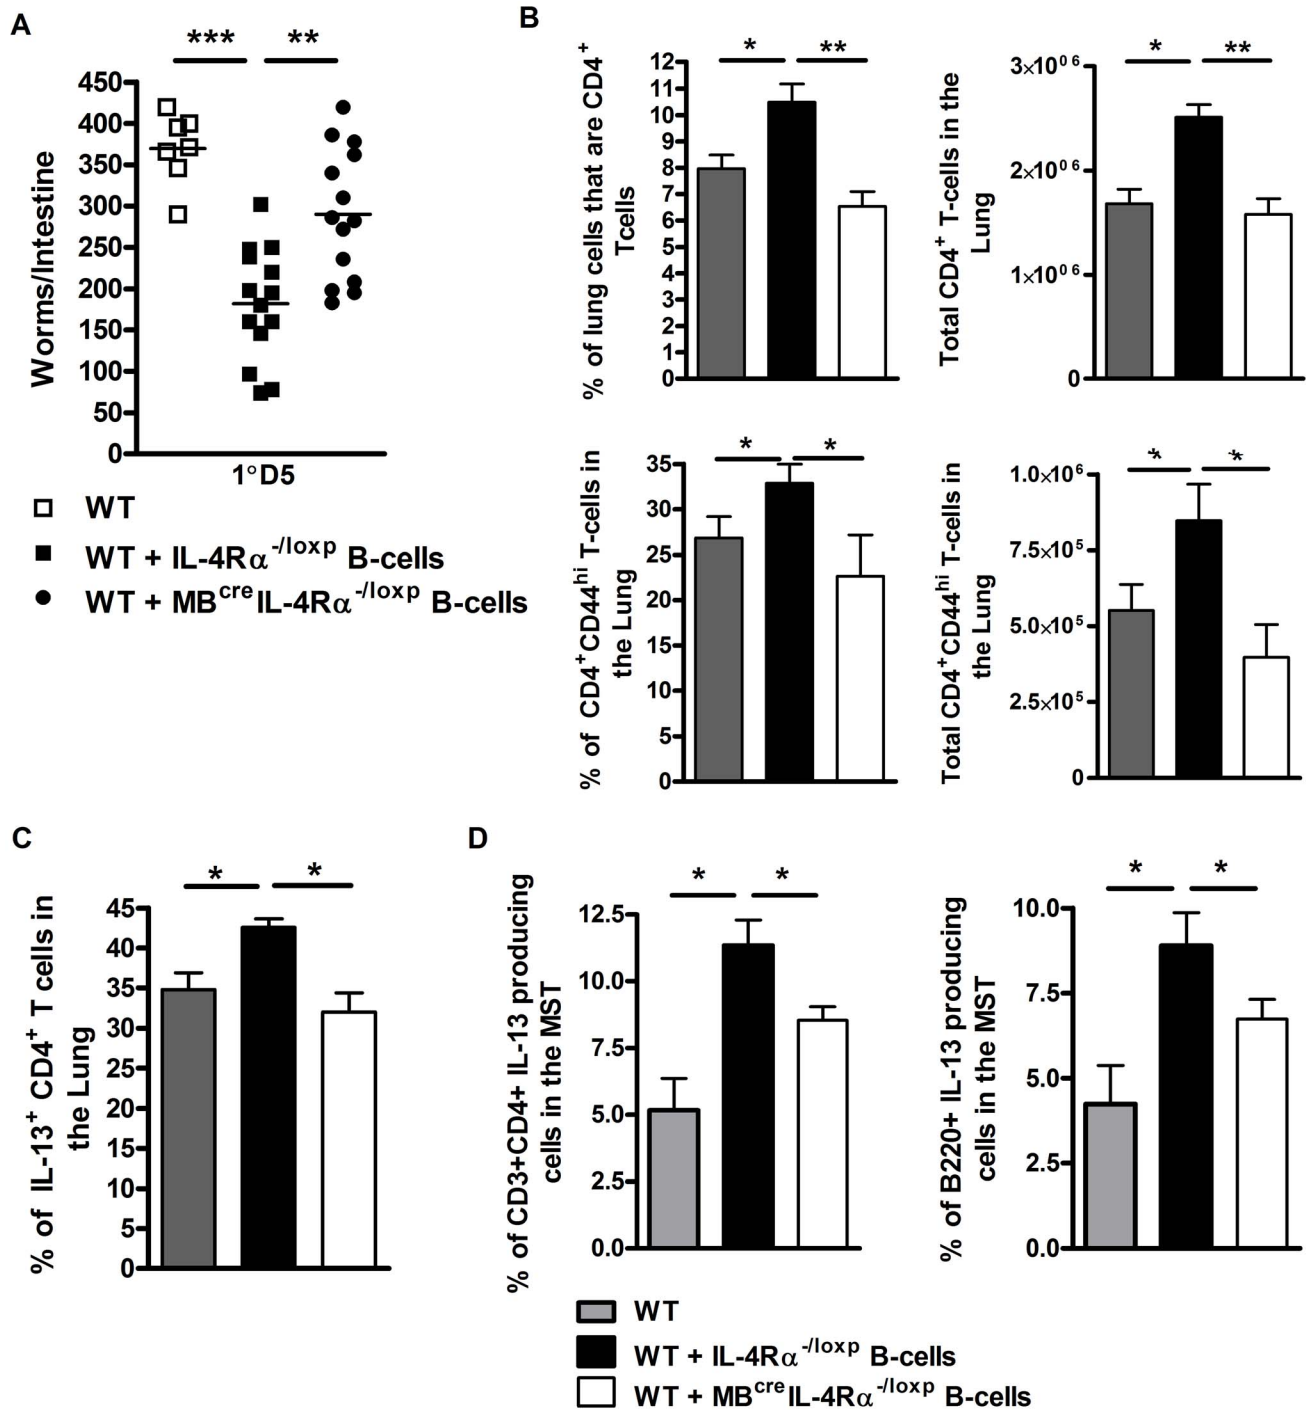 A
***
**
450
400
350
300
250
200
150
100
50
0
Worms/Intestine
1°D5
WT
WT + IL-4Rα-/loxp B-cells
WT + MBcreIL-4Rα-/loxp B-cells
B
*
**
12
11
10
9
8
7
6
5
4
3
2
1
0
% of lung cells that are CD4+
Tcells
*
**
3×10⁰⁶
2×10⁰⁶
1×10⁰⁶
0
Total CD4+ T-cells in the
Lung
*
*
35
30
25
20
15
10
5
0
% of CD4+CD44hi T-cells in
the Lung
*
*
1.0×10⁶
7.5×10⁵
5.0×10⁵
2.5×10⁵
0
Total CD4+CD44hi T-cells in
the Lung
C
*
*
45
40
35
30
25
20
15
10
5
0
% of IL-13+ CD4+ T cells in
the Lung
D
*
*
12.5
10.0
7.5
5.0
2.5
0.0
% of CD3+CD4+ IL-13 producing
cells in the MST
*
*
10.0
7.5
5.0
2.5
0.0
% of B220+ IL-13 producing
cells in the MST
WT
WT + IL-4Rα-/loxp B-cells
WT + MBcreIL-4Rα-/loxp B-cells